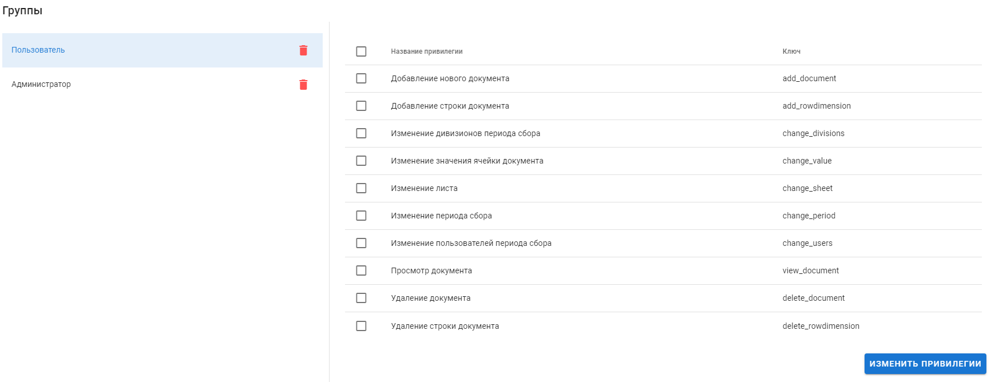 Группы
Пользователь
Администратор
Название привилегии Ключ
Добавление нового документа add_document
Добавление строки документа add_rowdimension
Изменение дивизионов периода сбора change_divisions
Изменение значения ячейки документа change_value
Изменение листа change_sheet
Изменение периода сбора change_period
Изменение пользователей периода сбора change_users
Просмотр документа view_document
Удаление документа delete_document
Удаление строки документа delete_rowdimension
ИЗМЕНИТЬ ПРИВИЛЕГИИ